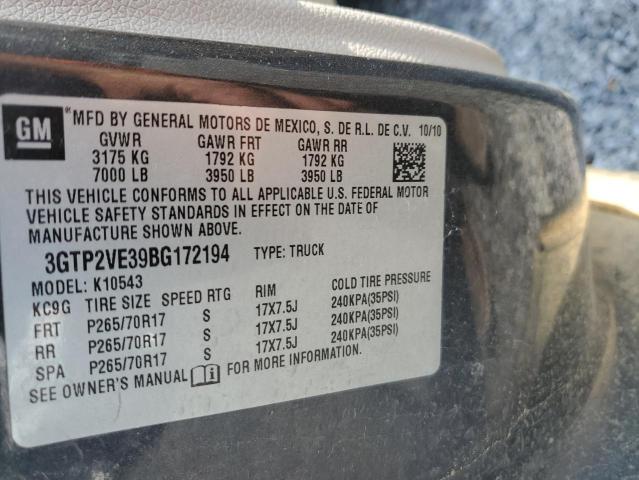 GM
MFD BY GENERAL MOTORS DE MEXICO, S. DE R.L. DE C.V. 10/10
GVWR GAWR FRT GAWR RR
3175 KG 1792 KG 1792 KG
7000 LB 3950 LB 3950 LB
THIS VEHICLE CONFORMS TO ALL APPLICABLE U.S. FEDERAL MOTOR
VEHICLE SAFETY STANDARDS IN EFFECT ON THE DATE OF
MANUFACTURE SHOWN ABOVE.
3GTP2VE39BG172194 TYPE: TRUCK
MODEL: K10543
KC9G TIRE SIZE SPEED RTG RIM COLD TIRE PRESSURE
FRT P265/70R17 S 17X7.5J 240KPA(35PSI)
RR P265/70R17 S 17X7.5J 240KPA(35PSI)
SPA P265/70R17 S 17X7.5J 240KPA(35PSI)
SEE OWNER'S MANUAL FOR MORE INFORMATION.